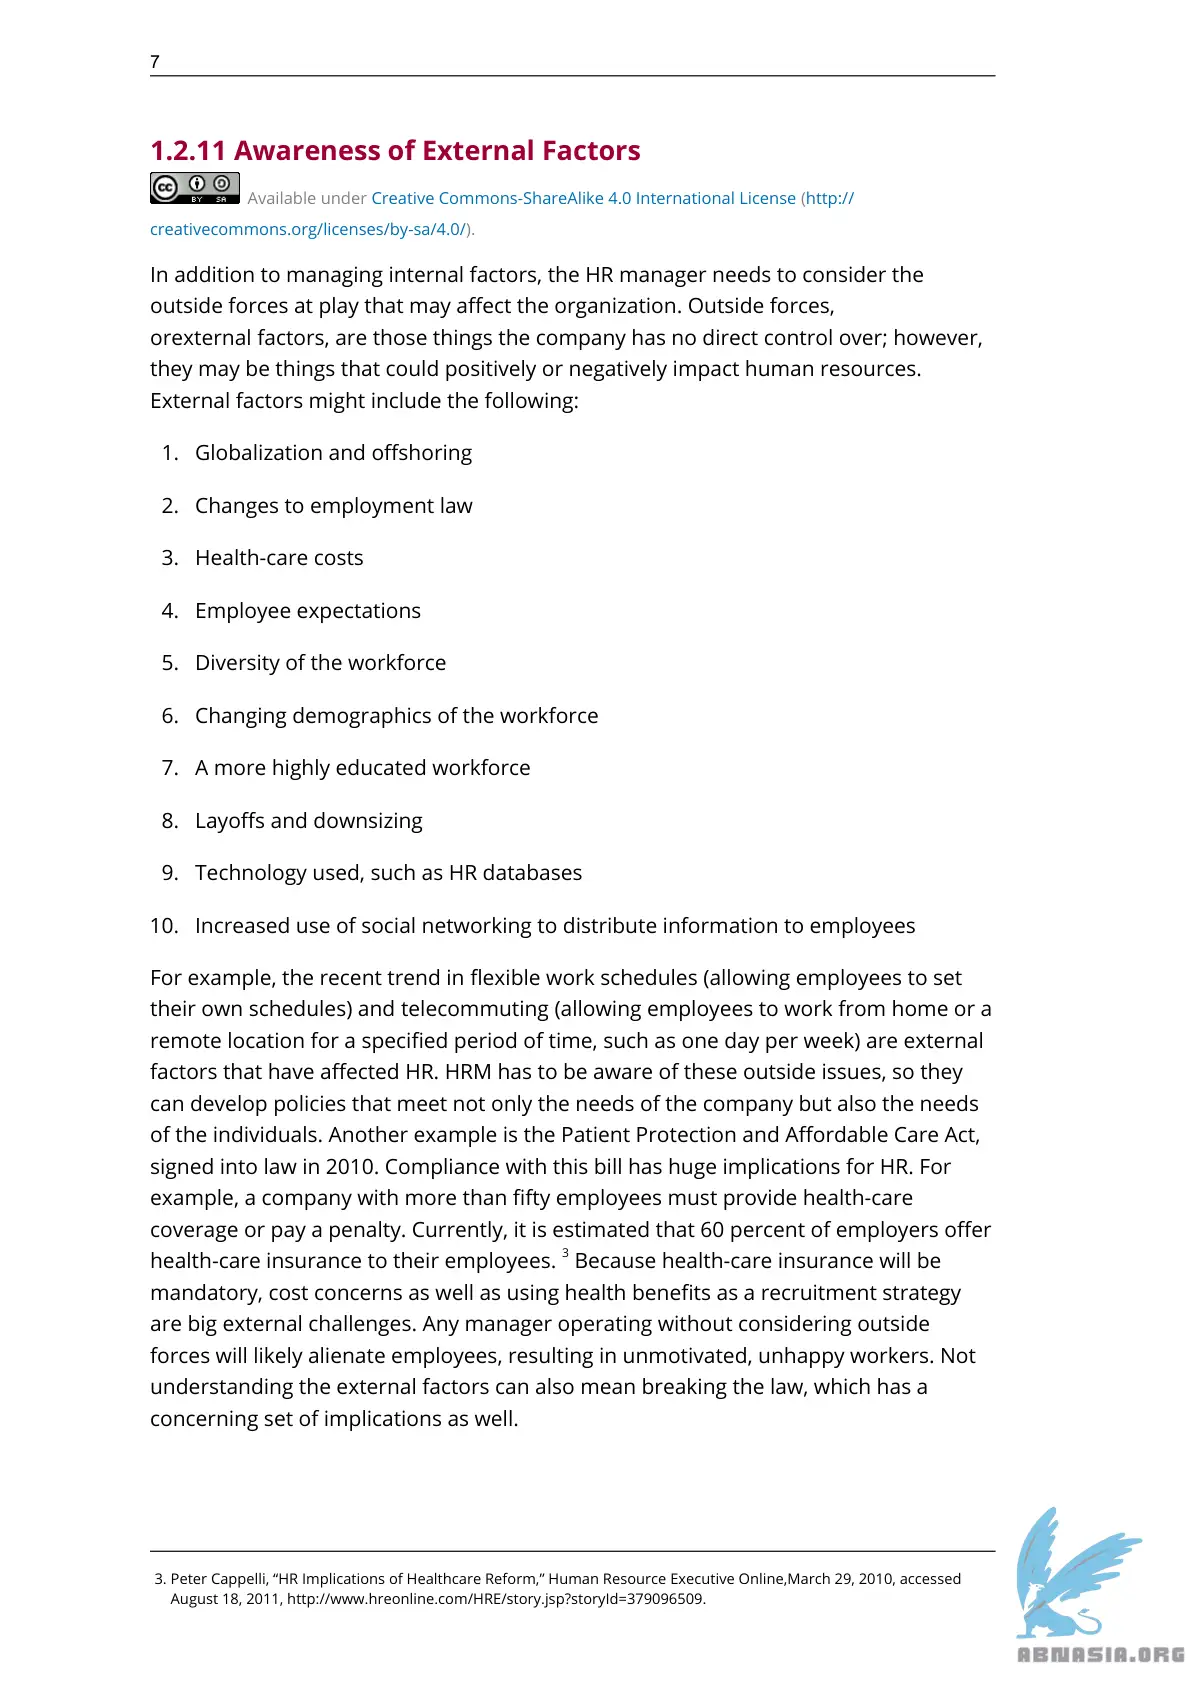 7
1.2.11 Awareness of External Factors
cc BY SA Available under Creative Commons-ShareAlike 4.0 International License (http://
creativecommons.org/licenses/by-sa/4.0/).
In addition to managing internal factors, the HR manager needs to consider the
outside forces at play that may affect the organization. Outside forces,
orexternal factors, are those things the company has no direct control over; however,
they may be things that could positively or negatively impact human resources.
External factors might include the following:
1. Globalization and offshoring
2. Changes to employment law
3. Health-care costs
4. Employee expectations
5. Diversity of the workforce
6. Changing demographics of the workforce
7. A more highly educated workforce
8. Layoffs and downsizing
9. Technology used, such as HR databases
10. Increased use of social networking to distribute information to employees
For example, the recent trend in flexible work schedules (allowing employees to set
their own schedules) and telecommuting (allowing employees to work from home or a
remote location for a specified period of time, such as one day per week) are external
factors that have affected HR. HRM has to be aware of these outside issues, so they
can develop policies that meet not only the needs of the company but also the needs
of the individuals. Another example is the Patient Protection and Affordable Care Act,
signed into law in 2010. Compliance with this bill has huge implications for HR. For
example, a company with more than fifty employees must provide health-care
coverage or pay a penalty. Currently, it is estimated that 60 percent of employers offer
health-care insurance to their employees. 3 Because health-care insurance will be
mandatory, cost concerns as well as using health benefits as a recruitment strategy
are big external challenges. Any manager operating without considering outside
forces will likely alienate employees, resulting in unmotivated, unhappy workers. Not
understanding the external factors can also mean breaking the law, which has a
concerning set of implications as well.
3. Peter Cappelli, “HR Implications of Healthcare Reform,” Human Resource Executive Online,March 29, 2010, accessed
August 18, 2011, http://www.hreonline.com/HRE/story.jsp?storyId=379096509.
ABNASIA.ORG